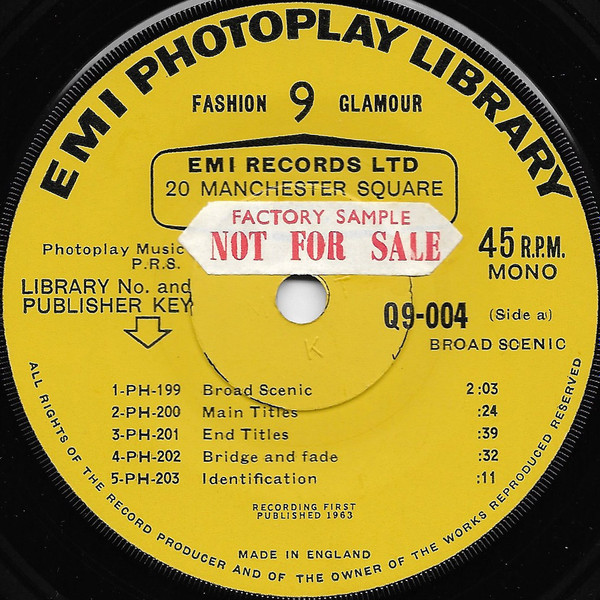 EMI PHOTOPLAY LIBRARY
FASHION 9 GLAMOUR
EMI RECORDS LTD
20 MANCHESTER SQUARE
FACTORY SAMPLE
NOT FOR SALE
Photoplay Music
P.R.S.
45 R.P.M.
MONO
LIBRARY No. and
PUBLISHER KEY
Q9-004 (Side a)
BROAD SCENIC
K
1-PH-199 Broad Scenic 2:03
2-PH-200 Main Titles :24
3-PH-201 End Titles :39
4-PH-202 Bridge and fade :32
5-PH-203 Identification :11
RECORDING FIRST
PUBLISHED 1963
MADE IN ENGLAND
ALL RIGHTS OF THE RECORD PRODUCER AND OF THE OWNER OF THE WORKS REPRODUCED RESERVED